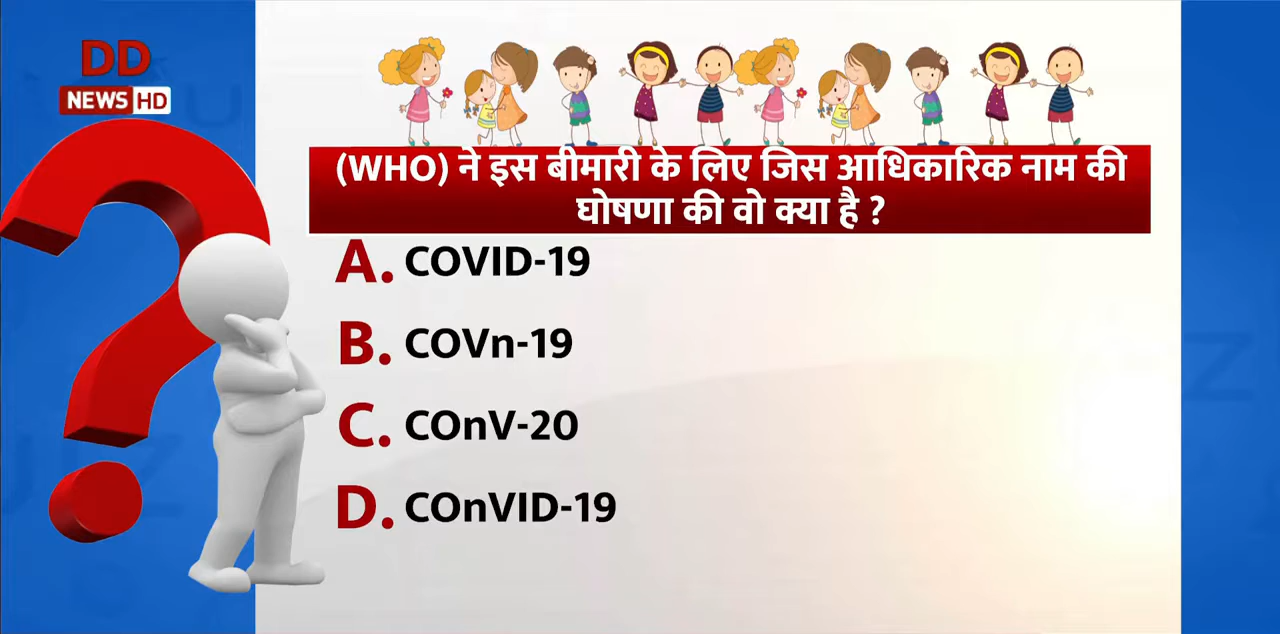 DD
NEWS HD
(WHO) ने इस बीमारी के लिए जिस आधिकारिक नाम की
घोषणा की वो क्या है ?
A. COVID-19
B. COVn-19
C. COnV-20
D. COnVID-19